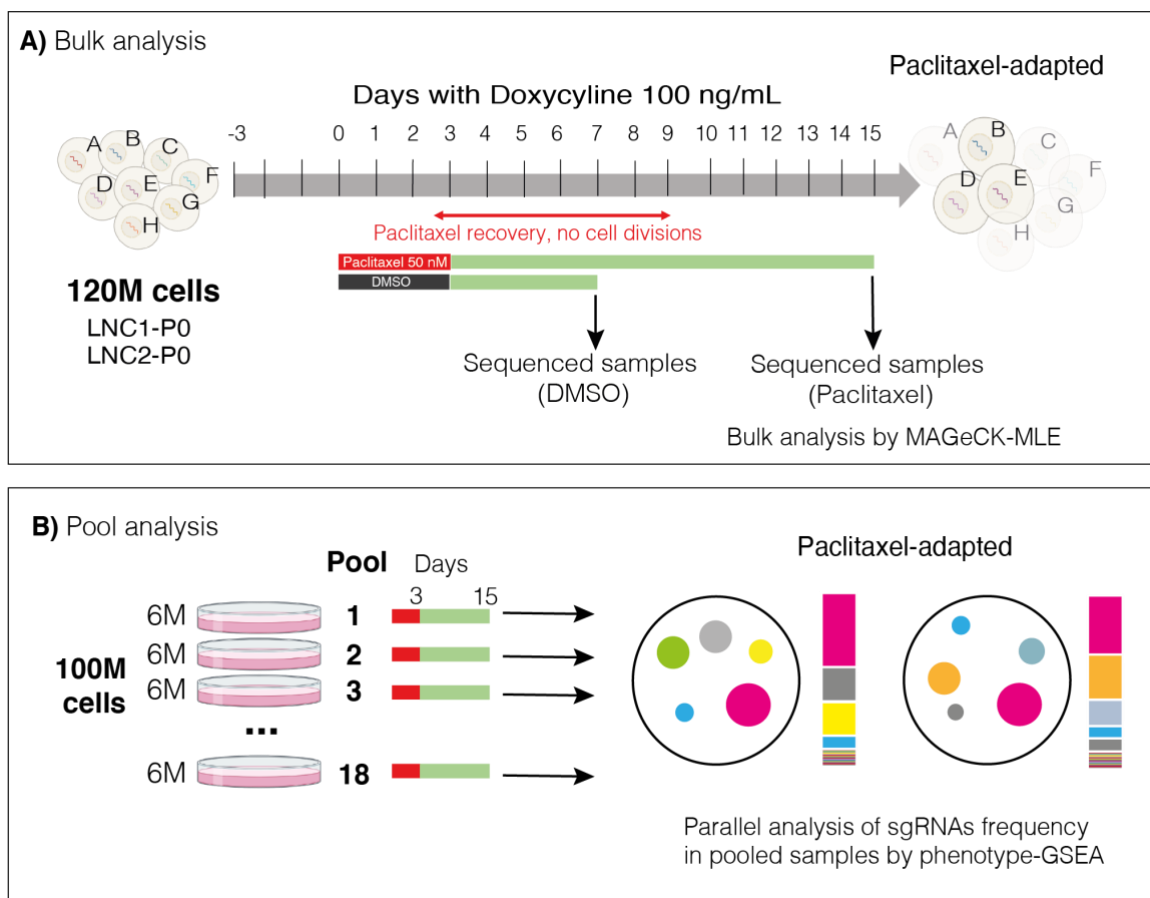 A) Bulk analysis
Paclitaxel-adapted
Days with Doxycyline 100 ng/mL
-3 0 1 2 3 4 5 6 7 8 9 10 11 12 13 14 15
A B C D E F G H
A B C D E F G H
Paclitaxel recovery, no cell divisions
Paclitaxel 50 nM
DMSO
120M cells
LNC1-P0
LNC2-P0
Sequenced samples
(DMSO)
Sequenced samples
(Paclitaxel)
Bulk analysis by MAGeCK-MLE
B) Pool analysis
Paclitaxel-adapted
Pool Days
3 15
6M 1
6M 2
6M 3
100M
cells
...
6M 18
Parallel analysis of sgRNAs frequency
in pooled samples by phenotype-GSEA